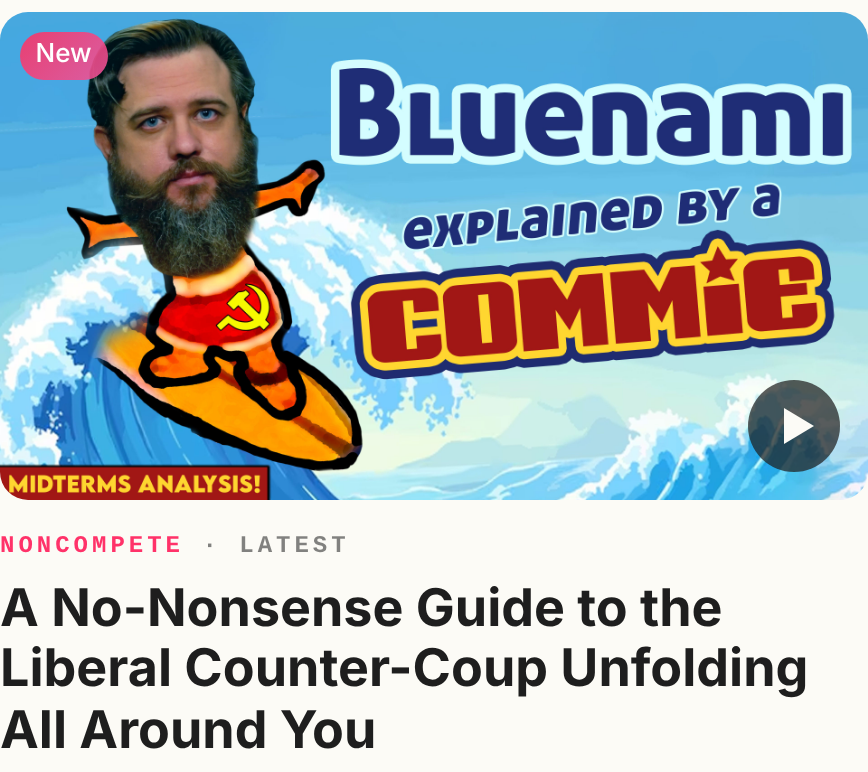 New
Bluenami
explained by a
COMMiE
MIDTERMS ANALYSIS!
NONCOMPETE · LATEST
A No-Nonsense Guide to the
Liberal Counter-Coup Unfolding
All Around You